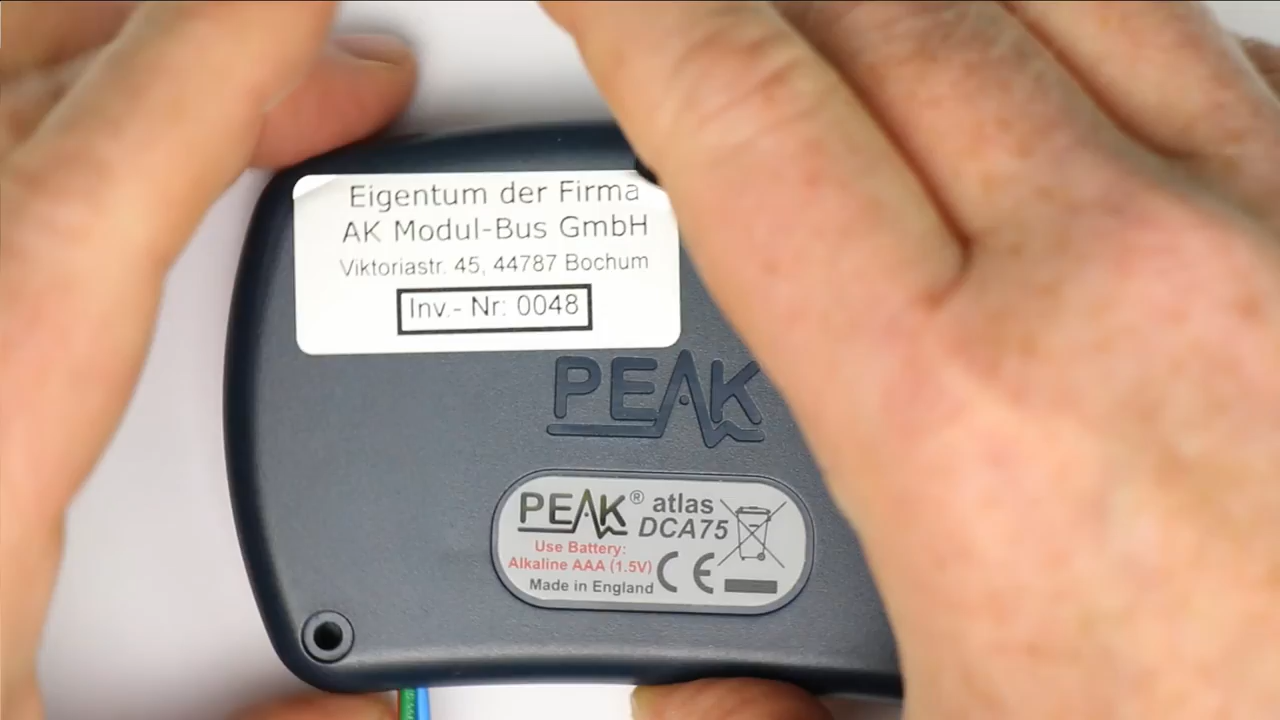 Eigentum der Firma
AK Modul-Bus GmbH
Viktoriastr. 45, 44787 Bochum
Inv.- Nr: 0048
PEAK
PEAK® atlas
DCA75
Use Battery:
Alkaline AAA (1.5V)
Made in England
CE